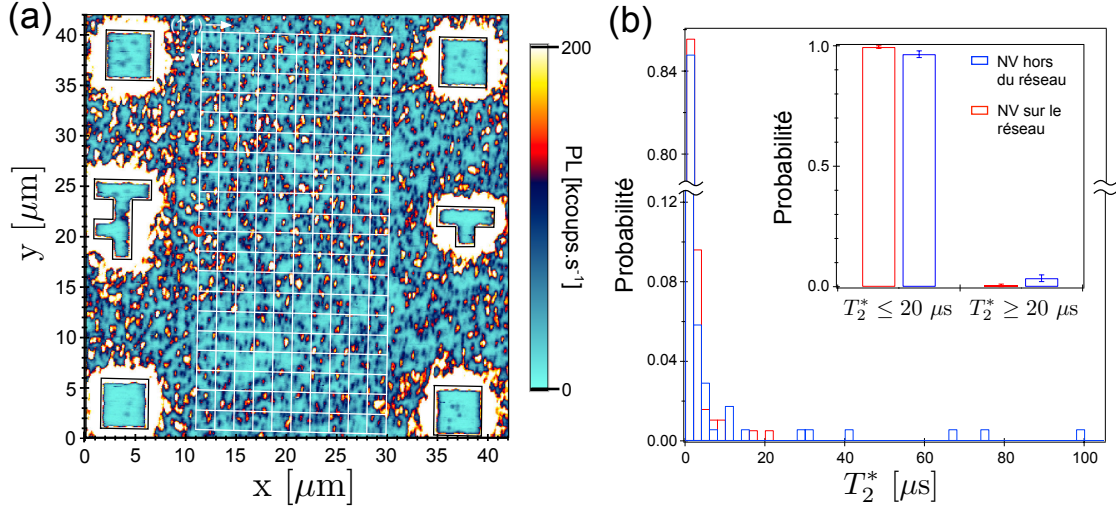 (a)
y [μm]
40
35
30
25
20
15
10
5
0
0 5 10 15 20 25 30 35 40
x [μm]
200
PL [kcoups.s⁻¹]
0
(b)
Probabilité
0.84
0.80
0.12
0.08
0.04
0.00
0 20 40 60 80 100
T₂* [μs]
Probabilité
1.0
0.5
0.0
T₂* ≤ 20 μs T₂* ≥ 20 μs
NV hors
du réseau
NV sur le
réseau